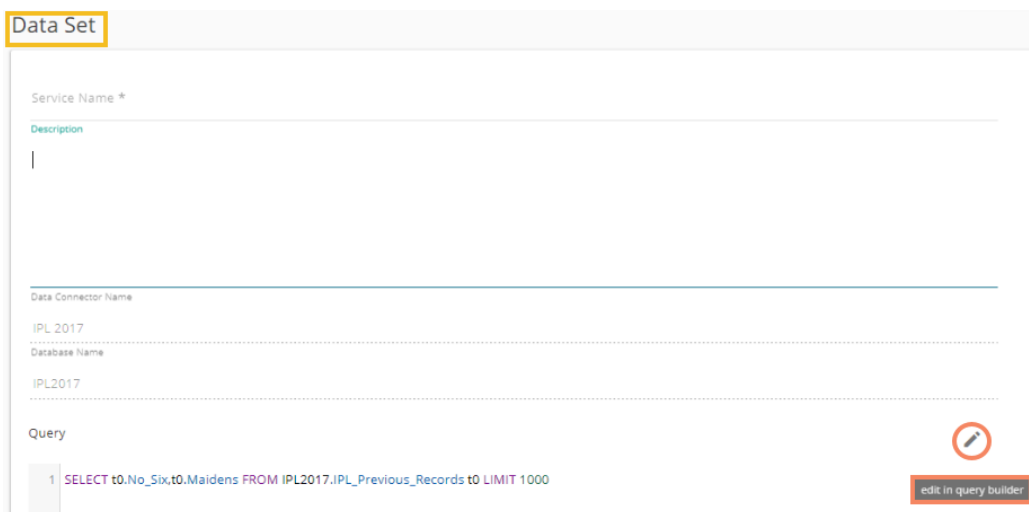 Data Set
Service Name *
Description
Data Connector Name
IPL 2017
Database Name
IPL2017
Query
1 SELECT t0.No_Six,t0.Maidens FROM IPL2017.IPL_Previous_Records t0 LIMIT 1000
edit in query builder